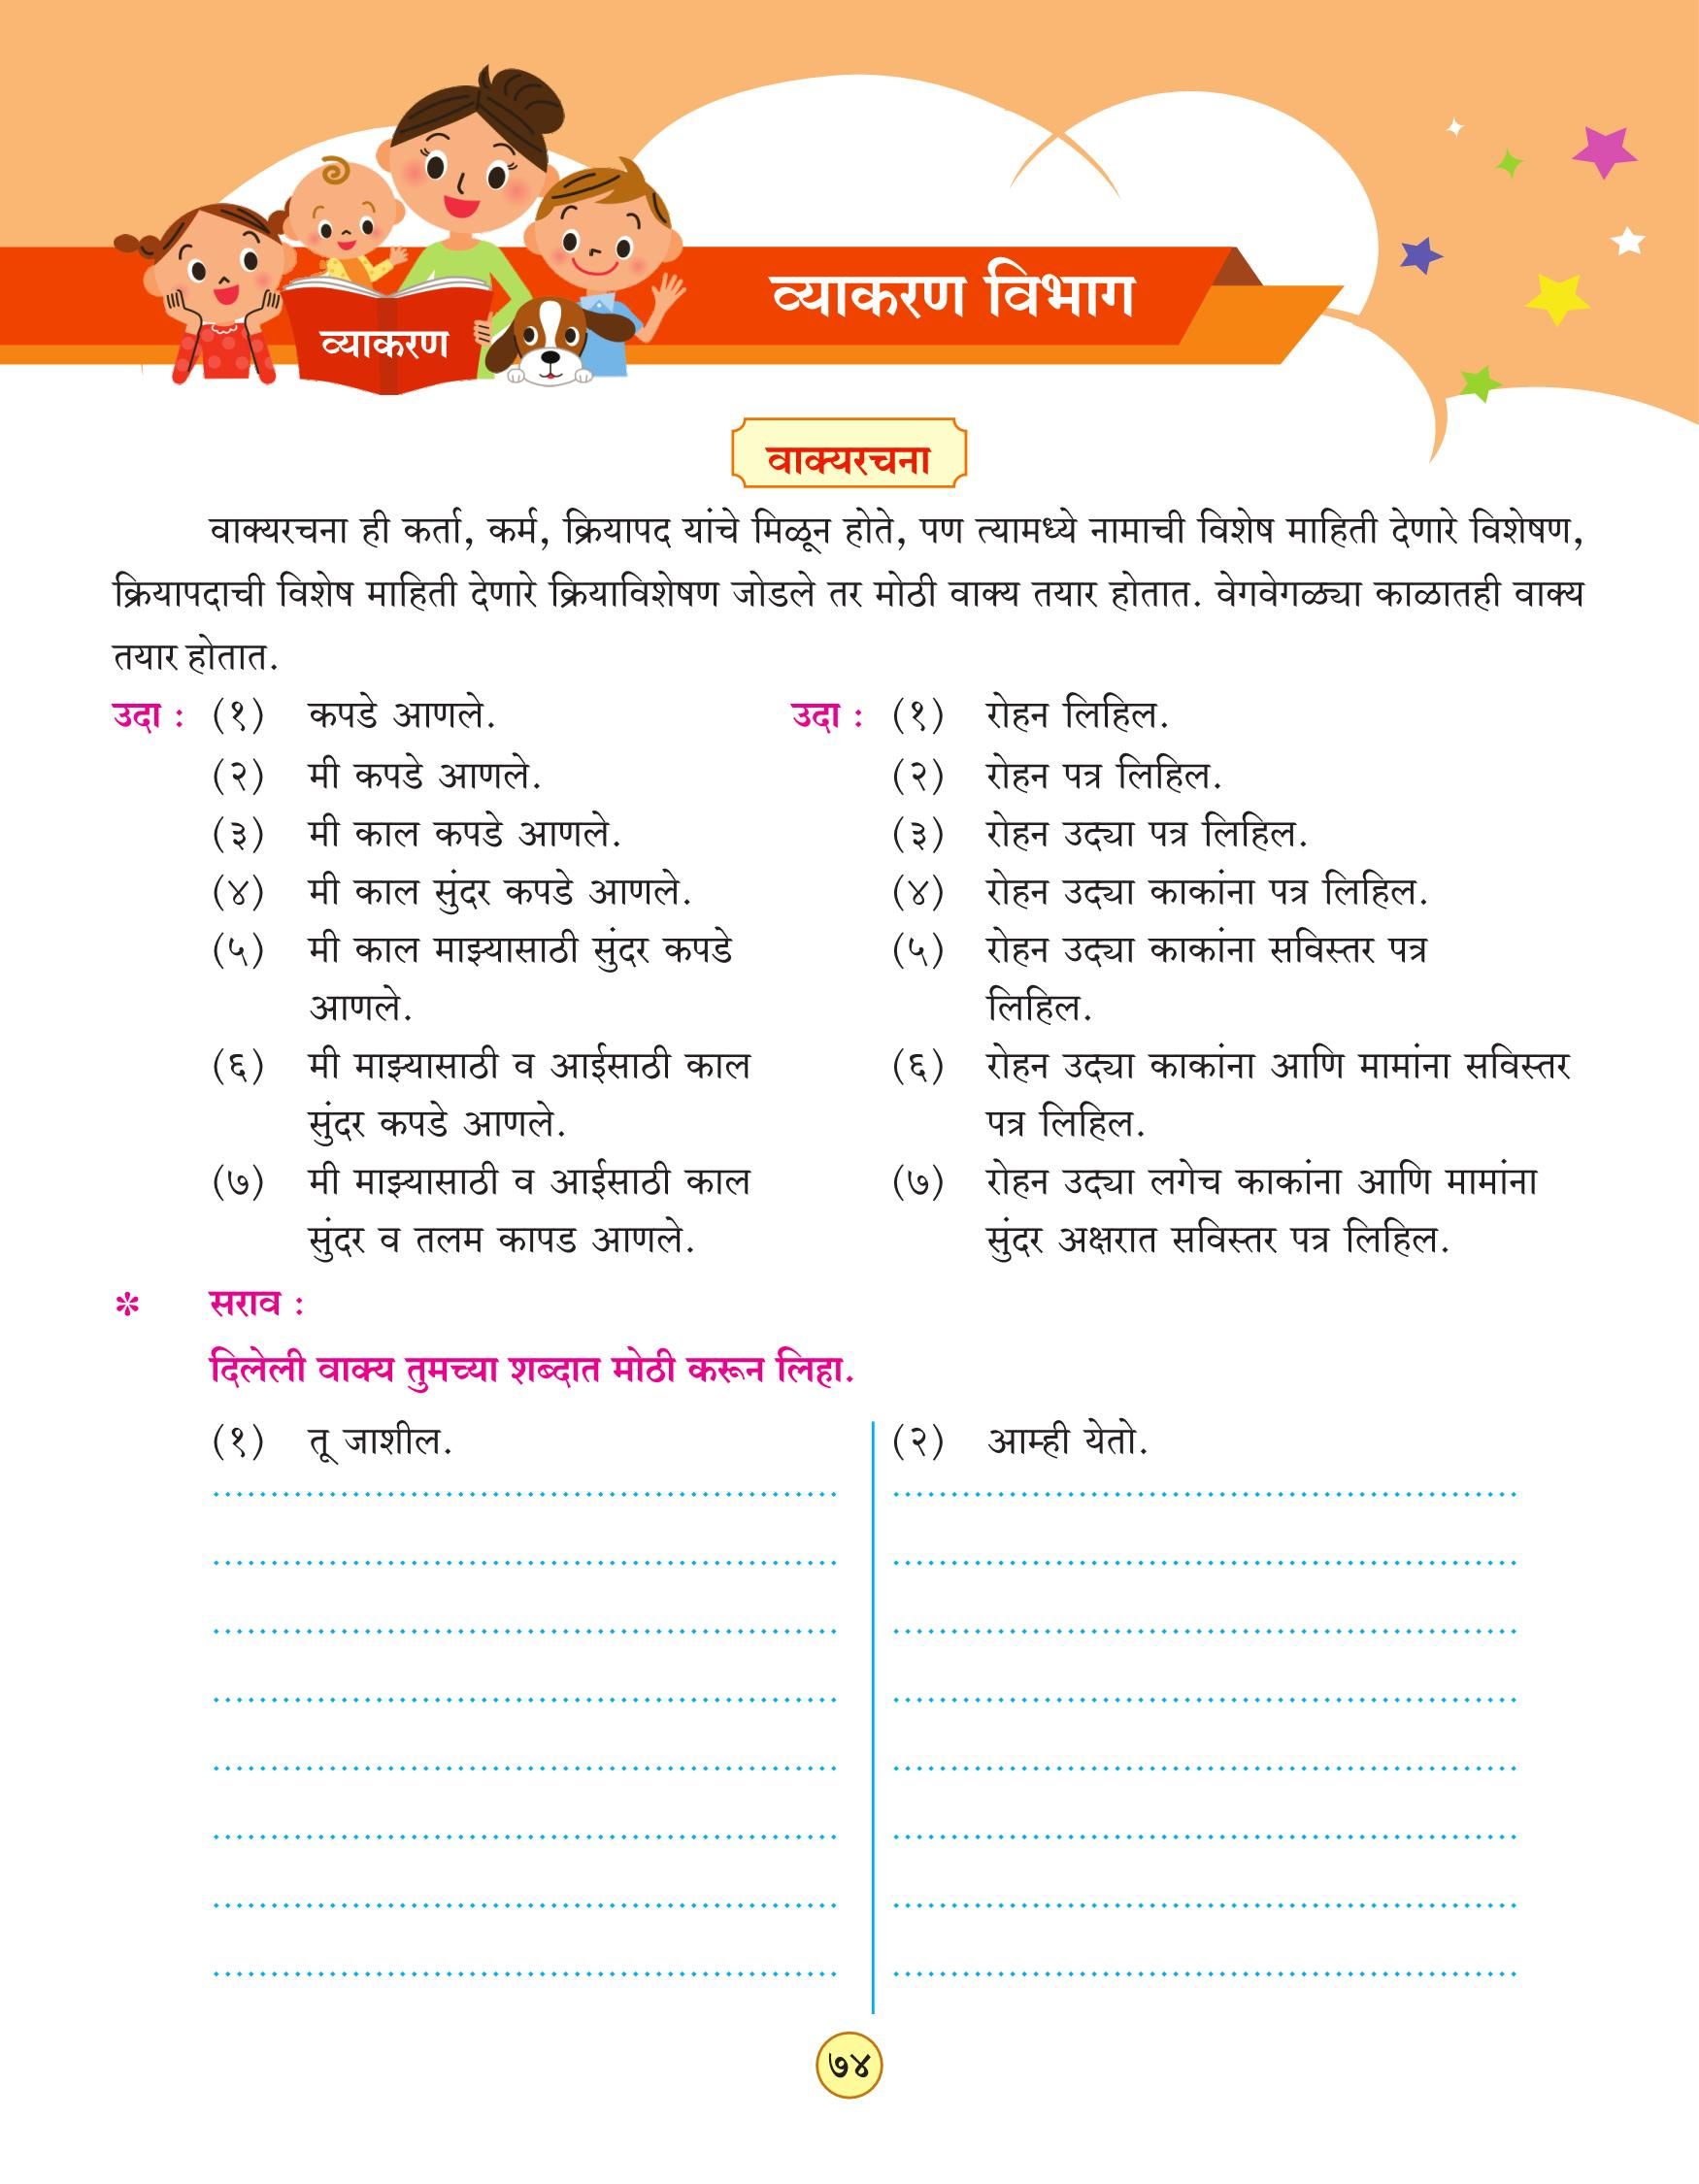 व्याकरण विभाग
व्याकरण
वाक्यरचना
वाक्यरचना ही कर्ता, कर्म, क्रियापद यांचे मिळून होते, पण त्यामध्ये नामाची विशेष माहिती देणारे विशेषण,
क्रियापदाची विशेष माहिती देणारे क्रियाविशेषण जोडले तर मोठी वाक्य तयार होतात. वेगवेगळ्या काळातही वाक्य
तयार होतात.
उदा : (१) कपडे आणले.
(२) मी कपडे आणले.
(३) मी काल कपडे आणले.
(४) मी काल सुंदर कपडे आणले.
(५) मी काल माझ्यासाठी सुंदर कपडे
आणले.
(६) मी माझ्यासाठी व आईसाठी काल
सुंदर कपडे आणले.
(७) मी माझ्यासाठी व आईसाठी काल
सुंदर व तलम कापड आणले.
उदा : (१) रोहन लिहिल.
(२) रोहन पत्र लिहिल.
(३) रोहन उद्या पत्र लिहिल.
(४) रोहन उद्या काकांना पत्र लिहिल.
(५) रोहन उद्या काकांना सविस्तर पत्र
लिहिल.
(६) रोहन उद्या काकांना आणि मामांना सविस्तर
पत्र लिहिल.
(७) रोहन उद्या लगेच काकांना आणि मामांना
सुंदर अक्षरात सविस्तर पत्र लिहिल.
* सराव :
दिलेली वाक्य तुमच्या शब्दात मोठी करून लिहा.
(१) तू जाशील.
(२) आम्ही येतो.
७४